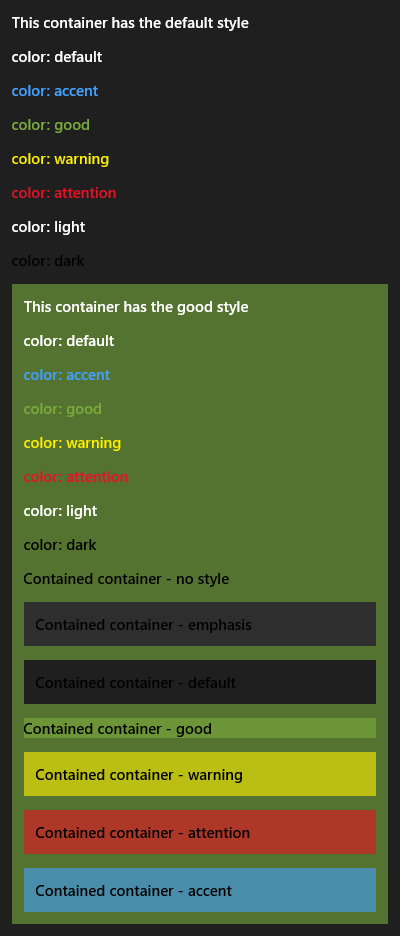 This container has the default style
color: default
color: accent
color: good
color: warning
color: attention
color: light
color: dark
This container has the good style
color: default
color: accent
color: good
color: warning
color: attention
color: light
color: dark
Contained container - no style
Contained container - emphasis
Contained container - default
Contained container - good
Contained container - warning
Contained container - attention
Contained container - accent